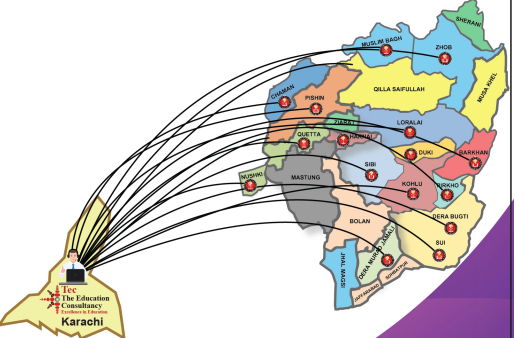 SHERANI
MUSLIM BAGH
ZHOB
MUSA KHEL
QILLA SAIFULLAH
CHAMAN
PISHIN
LORALAI
ZIARAT
QUETTA
HARNAI
DUKI
BARKHAN
SIBI
NUSHKI
MASTUNG
KOHLU
BIRKHO
DERA BUGTI
BOLAN
SUI
DERA MURAD JAMALI
JHAL MAGSI
SOHBATPUR
JAFFARABAD
Tec
The Education
Consultancy
Excellence in Education
Karachi